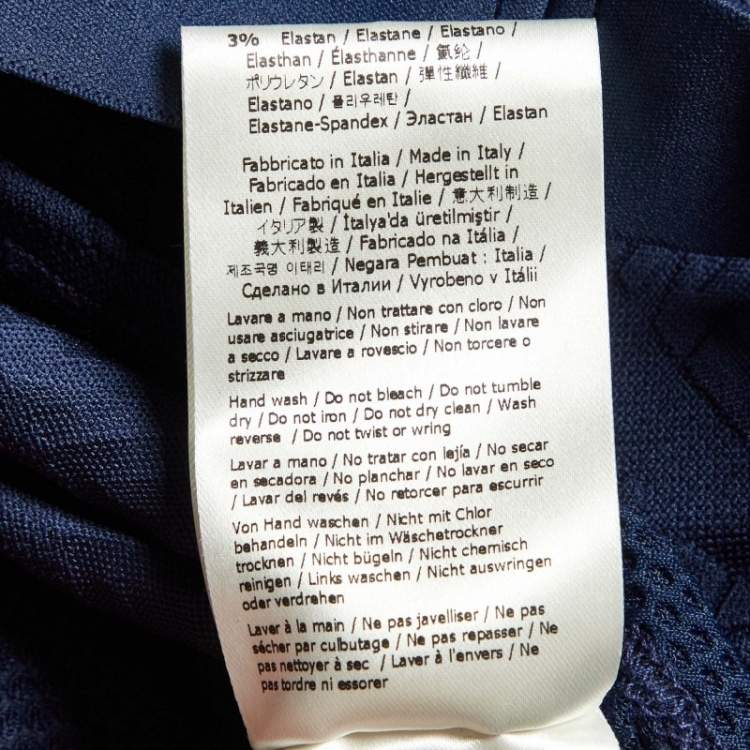 3% Elastan / Elastane / Elastano /
Elasthan / Élasthanne / 氨纶 /
ポリウレタン / Elastan / 彈性纖維 /
Elastano / 폴리우레탄 /
Elastane-Spandex / Эластан / Elastan
Fabbricato in Italia / Made in Italy /
Fabricado en Italia / Hergestellt in
Italien / Fabriqué en Italie / 意大利制造 /
イタリア製 / İtalya'da üretilmiştir /
義大利製造 / Fabricado na Itália /
제조국명 이태리 / Negara Pembuat : Italia /
Сделано в Италии / Vyrobeno v Itálii
Lavare a mano / Non trattare con cloro / Non
usare asciugatrice / Non stirare / Non lavare
a secco / Lavare a rovescio / Non torcere o
strizzare
Hand wash / Do not bleach / Do not tumble
dry / Do not iron / Do not dry clean / Wash
reverse / Do not twist or wring
Lavar a mano / No tratar con lejía / No secar
en secadora / No planchar / No lavar en seco
/ Lavar del revés / No retorcer para escurrir
Von Hand waschen / Nicht mit Chlor
behandeln / Nicht im Wäschetrockner
trocknen / Nicht bügeln / Nicht chemisch
reinigen / Links waschen / Nicht auswringen
oder verdrehen
Laver à la main / Ne pas javelliser / Ne pas
sécher par culbutage / Ne pas repasser / Ne
pas nettoyer à sec / Laver à l'envers / Ne
pas tordre ni essorer